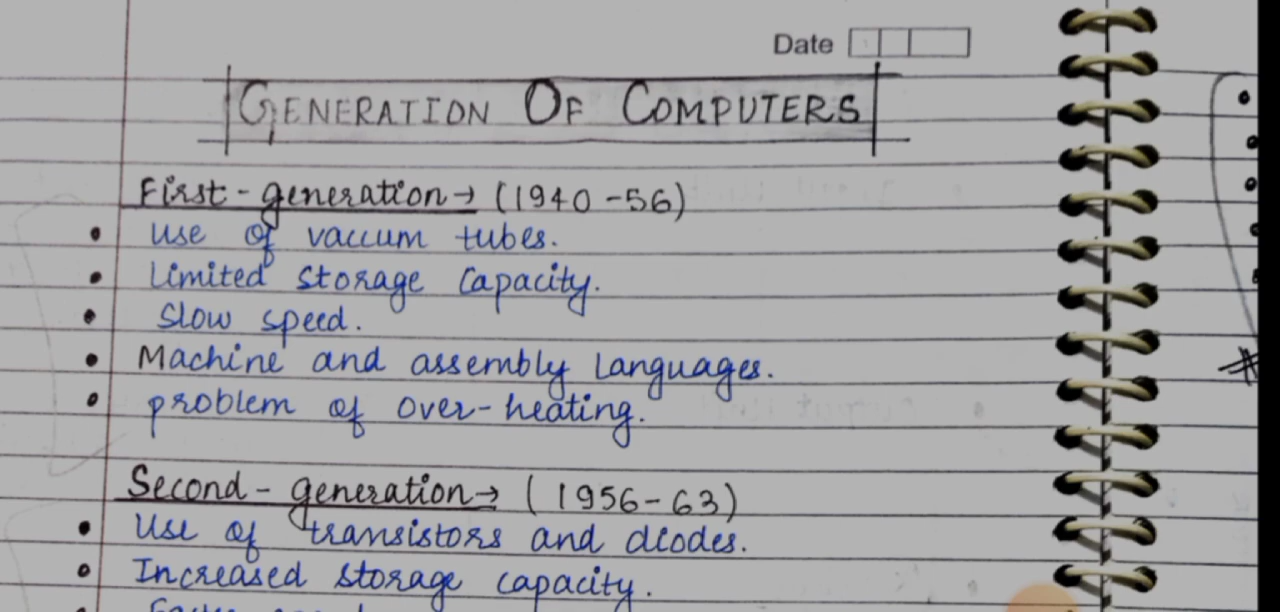 Date
GENERATION OF COMPUTERS
First-generation → (1940-56)
• Use of vaccum tubes.
• Limited storage capacity.
• Slow speed.
• Machine and assembly languages.
• problem of over-heating.
Second-generation → (1956-63)
• Use of transistors and diodes.
• Increased storage capacity.